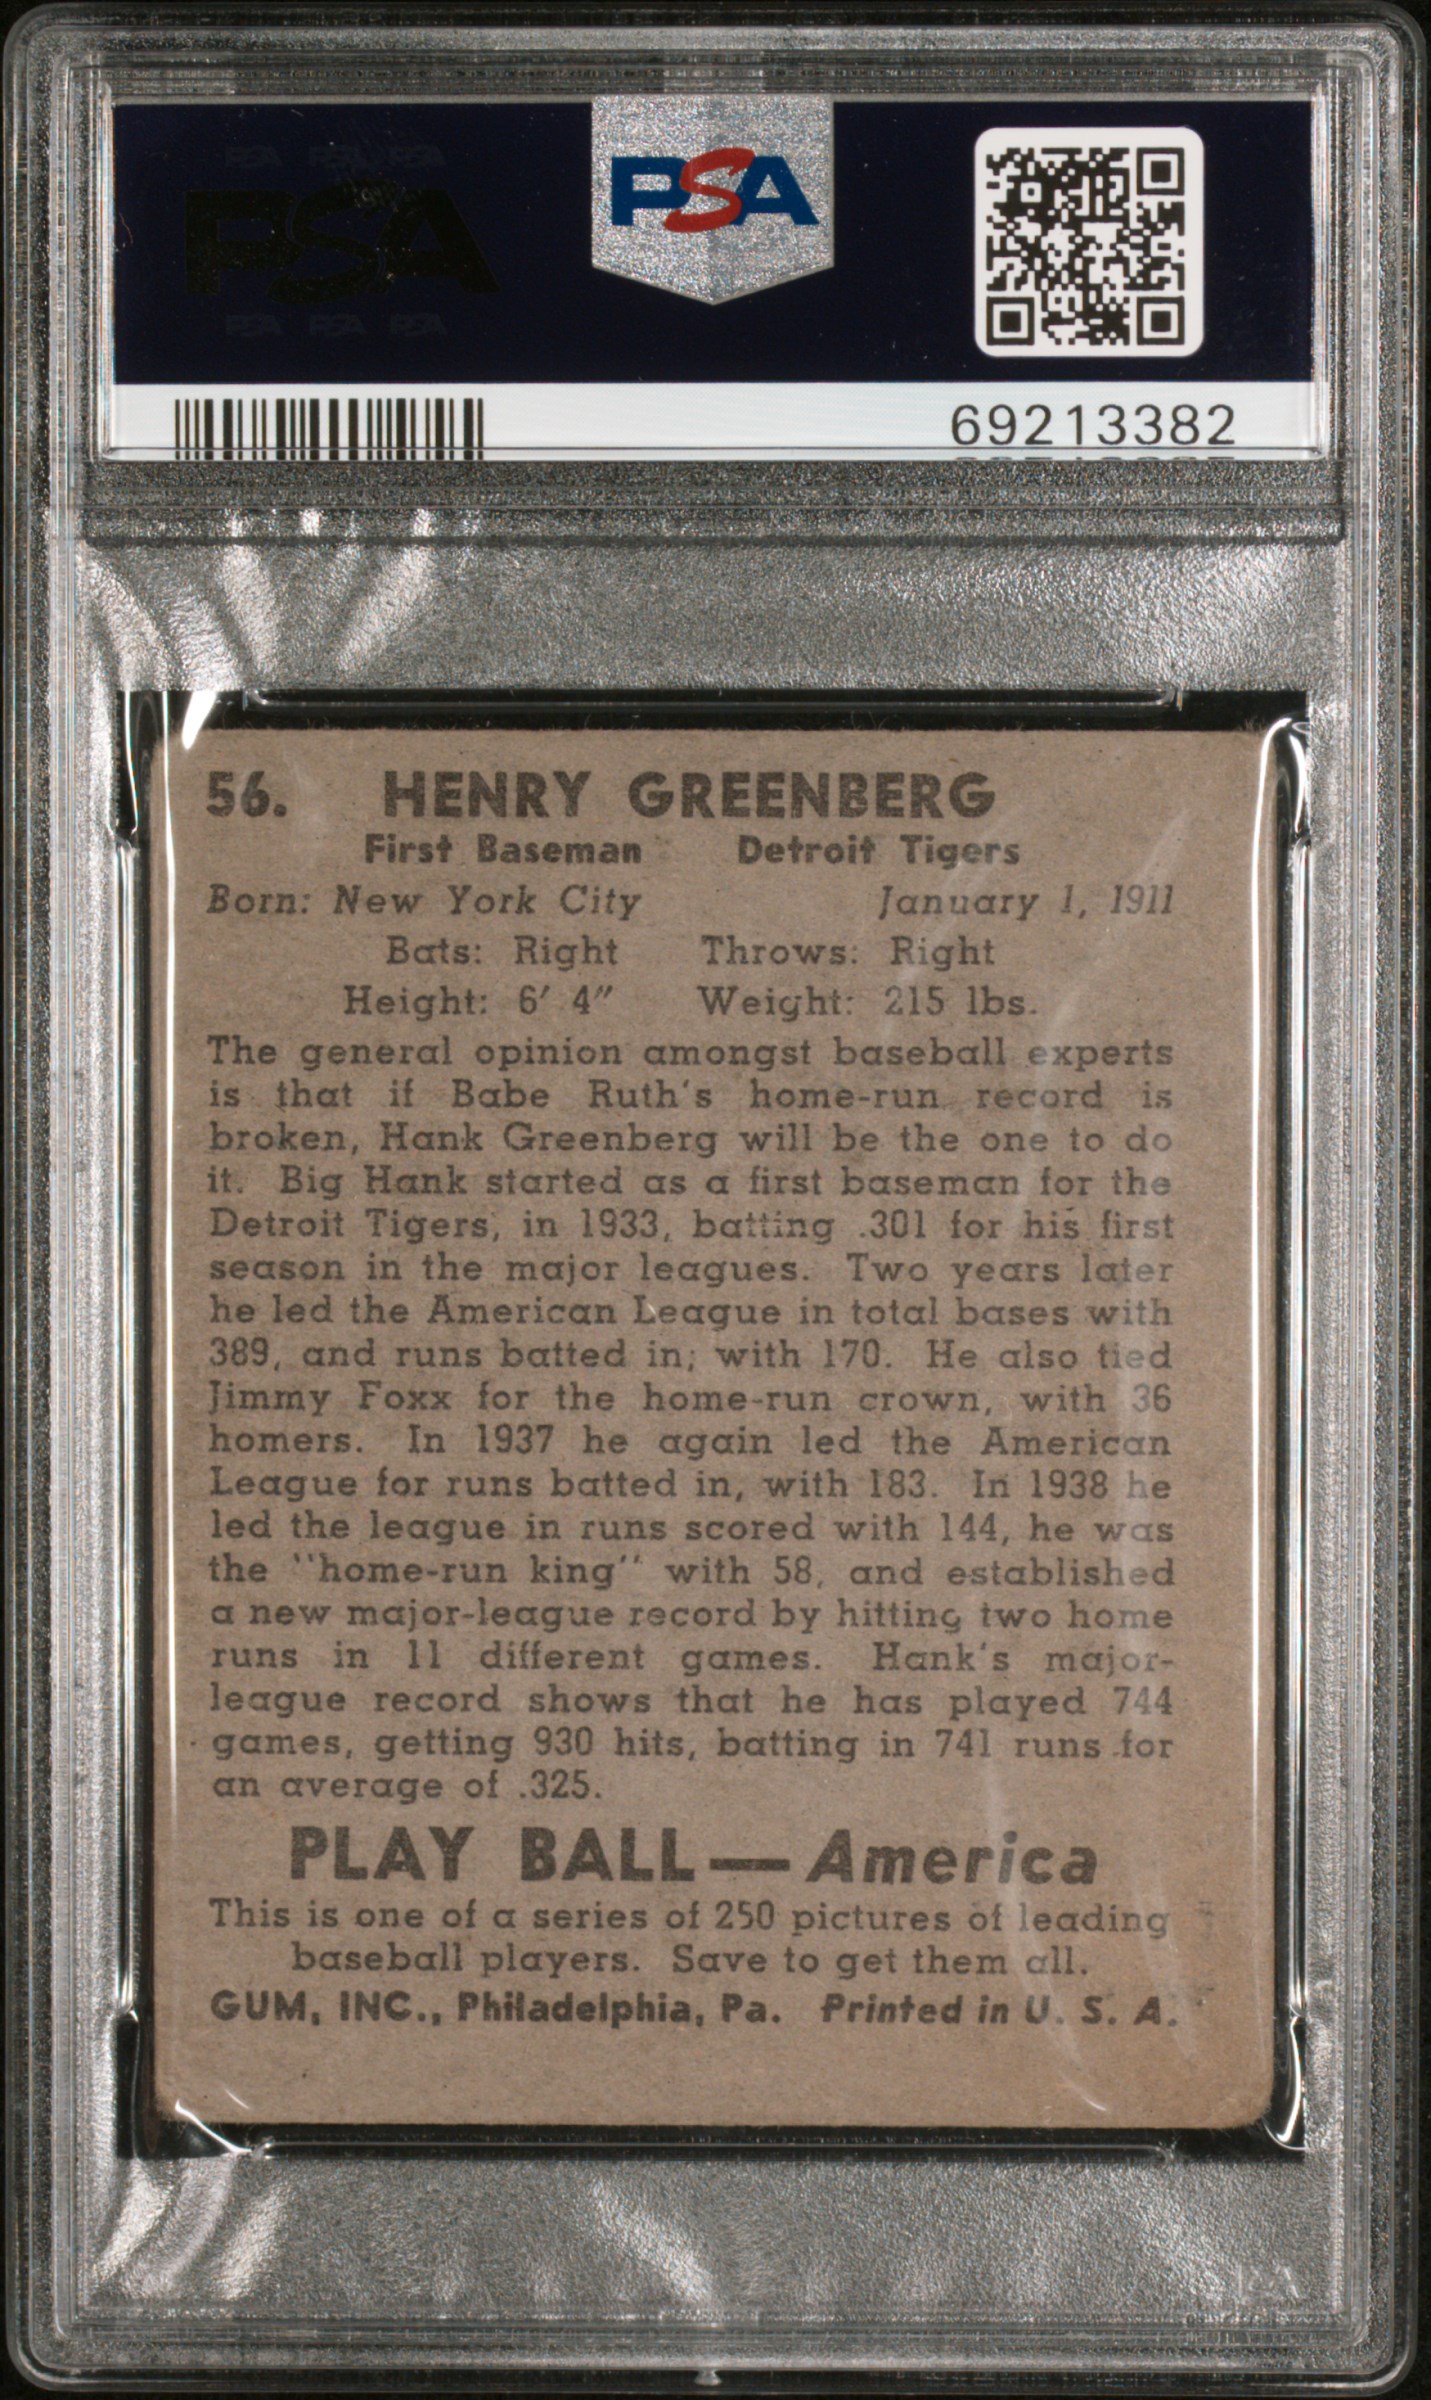 PSA PSA PSA
PSA
PSA PSA PSA
PSA
69213382
56. HENRY GREENBERG
First Baseman Detroit Tigers
Born: New York City January 1, 1911
Bats: Right Throws: Right
Height: 6′ 4″ Weight: 215 lbs.
The general opinion amongst baseball experts
is that if Babe Ruth's home-run record is
broken, Hank Greenberg will be the one to do
it. Big Hank started as a first baseman for the
Detroit Tigers, in 1933, batting .301 for his first
season in the major leagues. Two years later
he led the American League in total bases with
389, and runs batted in; with 170. He also tied
Jimmy Foxx for the home-run crown, with 36
homers. In 1937 he again led the American
League for runs batted in, with 183. In 1938 he
led the league in runs scored with 144, he was
the "home-run king" with 58, and established
a new major-league record by hitting two home
runs in 11 different games. Hank's major-
league record shows that he has played 744
games, getting 930 hits, batting in 741 runs for
an average of .325.
PLAY BALL—America
This is one of a series of 250 pictures of leading
baseball players. Save to get them all.
GUM, INC., Philadelphia, Pa. Printed in U. S. A.
PSA